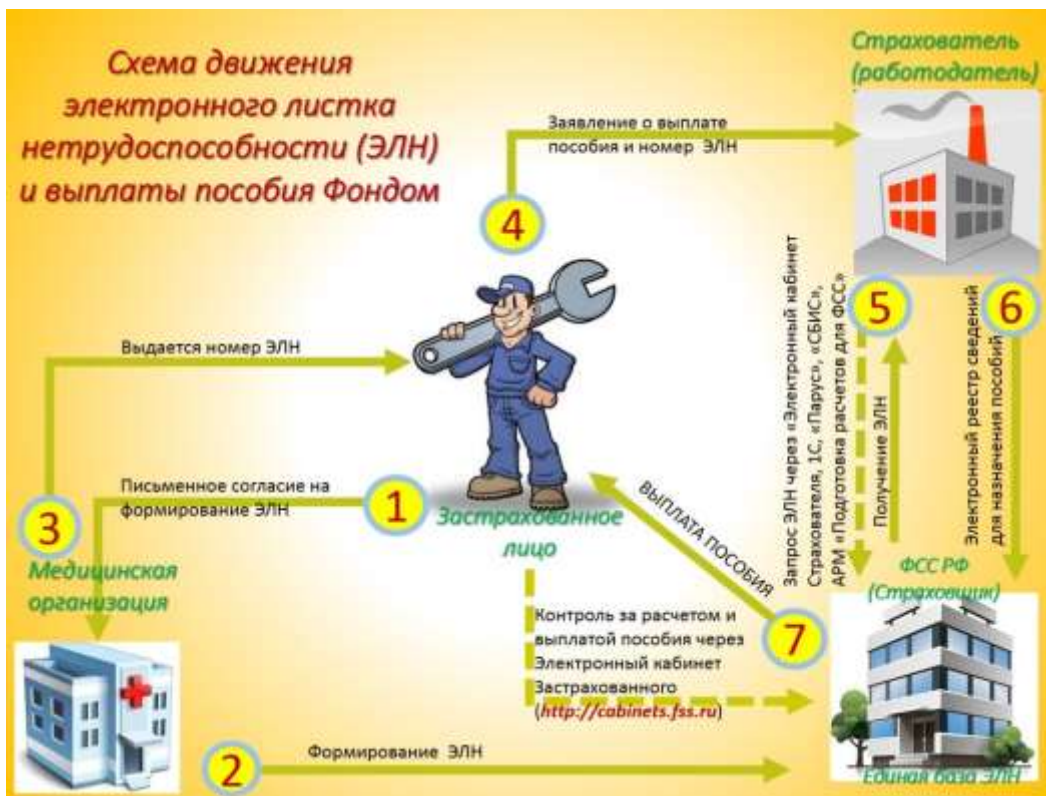 Схема движения
электронного листка
нетрудоспособности (ЭЛН)
и выплаты пособия Фондом
Страхователь
(работодатель)
Заявление о выплате
пособия и номер ЭЛН
4
Выдается номер ЭЛН
5
6
Запрос ЭЛН через «Электронный кабинет
Страхователя, 1С, «Парус», «СБИС»,
АРМ «Подготовка расчетов для ФСС»
Получение ЭЛН
Электронный реестр сведений
для назначения пособий
Письменное согласие на
формирование ЭЛН
1
3
Застрахованное
лицо
ВЫПЛАТА ПОСОБИЯ
Медицинская
организация
ФСС РФ
(Страховщик)
Контроль за расчетом и
выплатой пособия через
Электронный кабинет
Застрахованного
(http://cabinets.fss.ru)
7
2
Формирование ЭЛН
Единая база ЭЛН